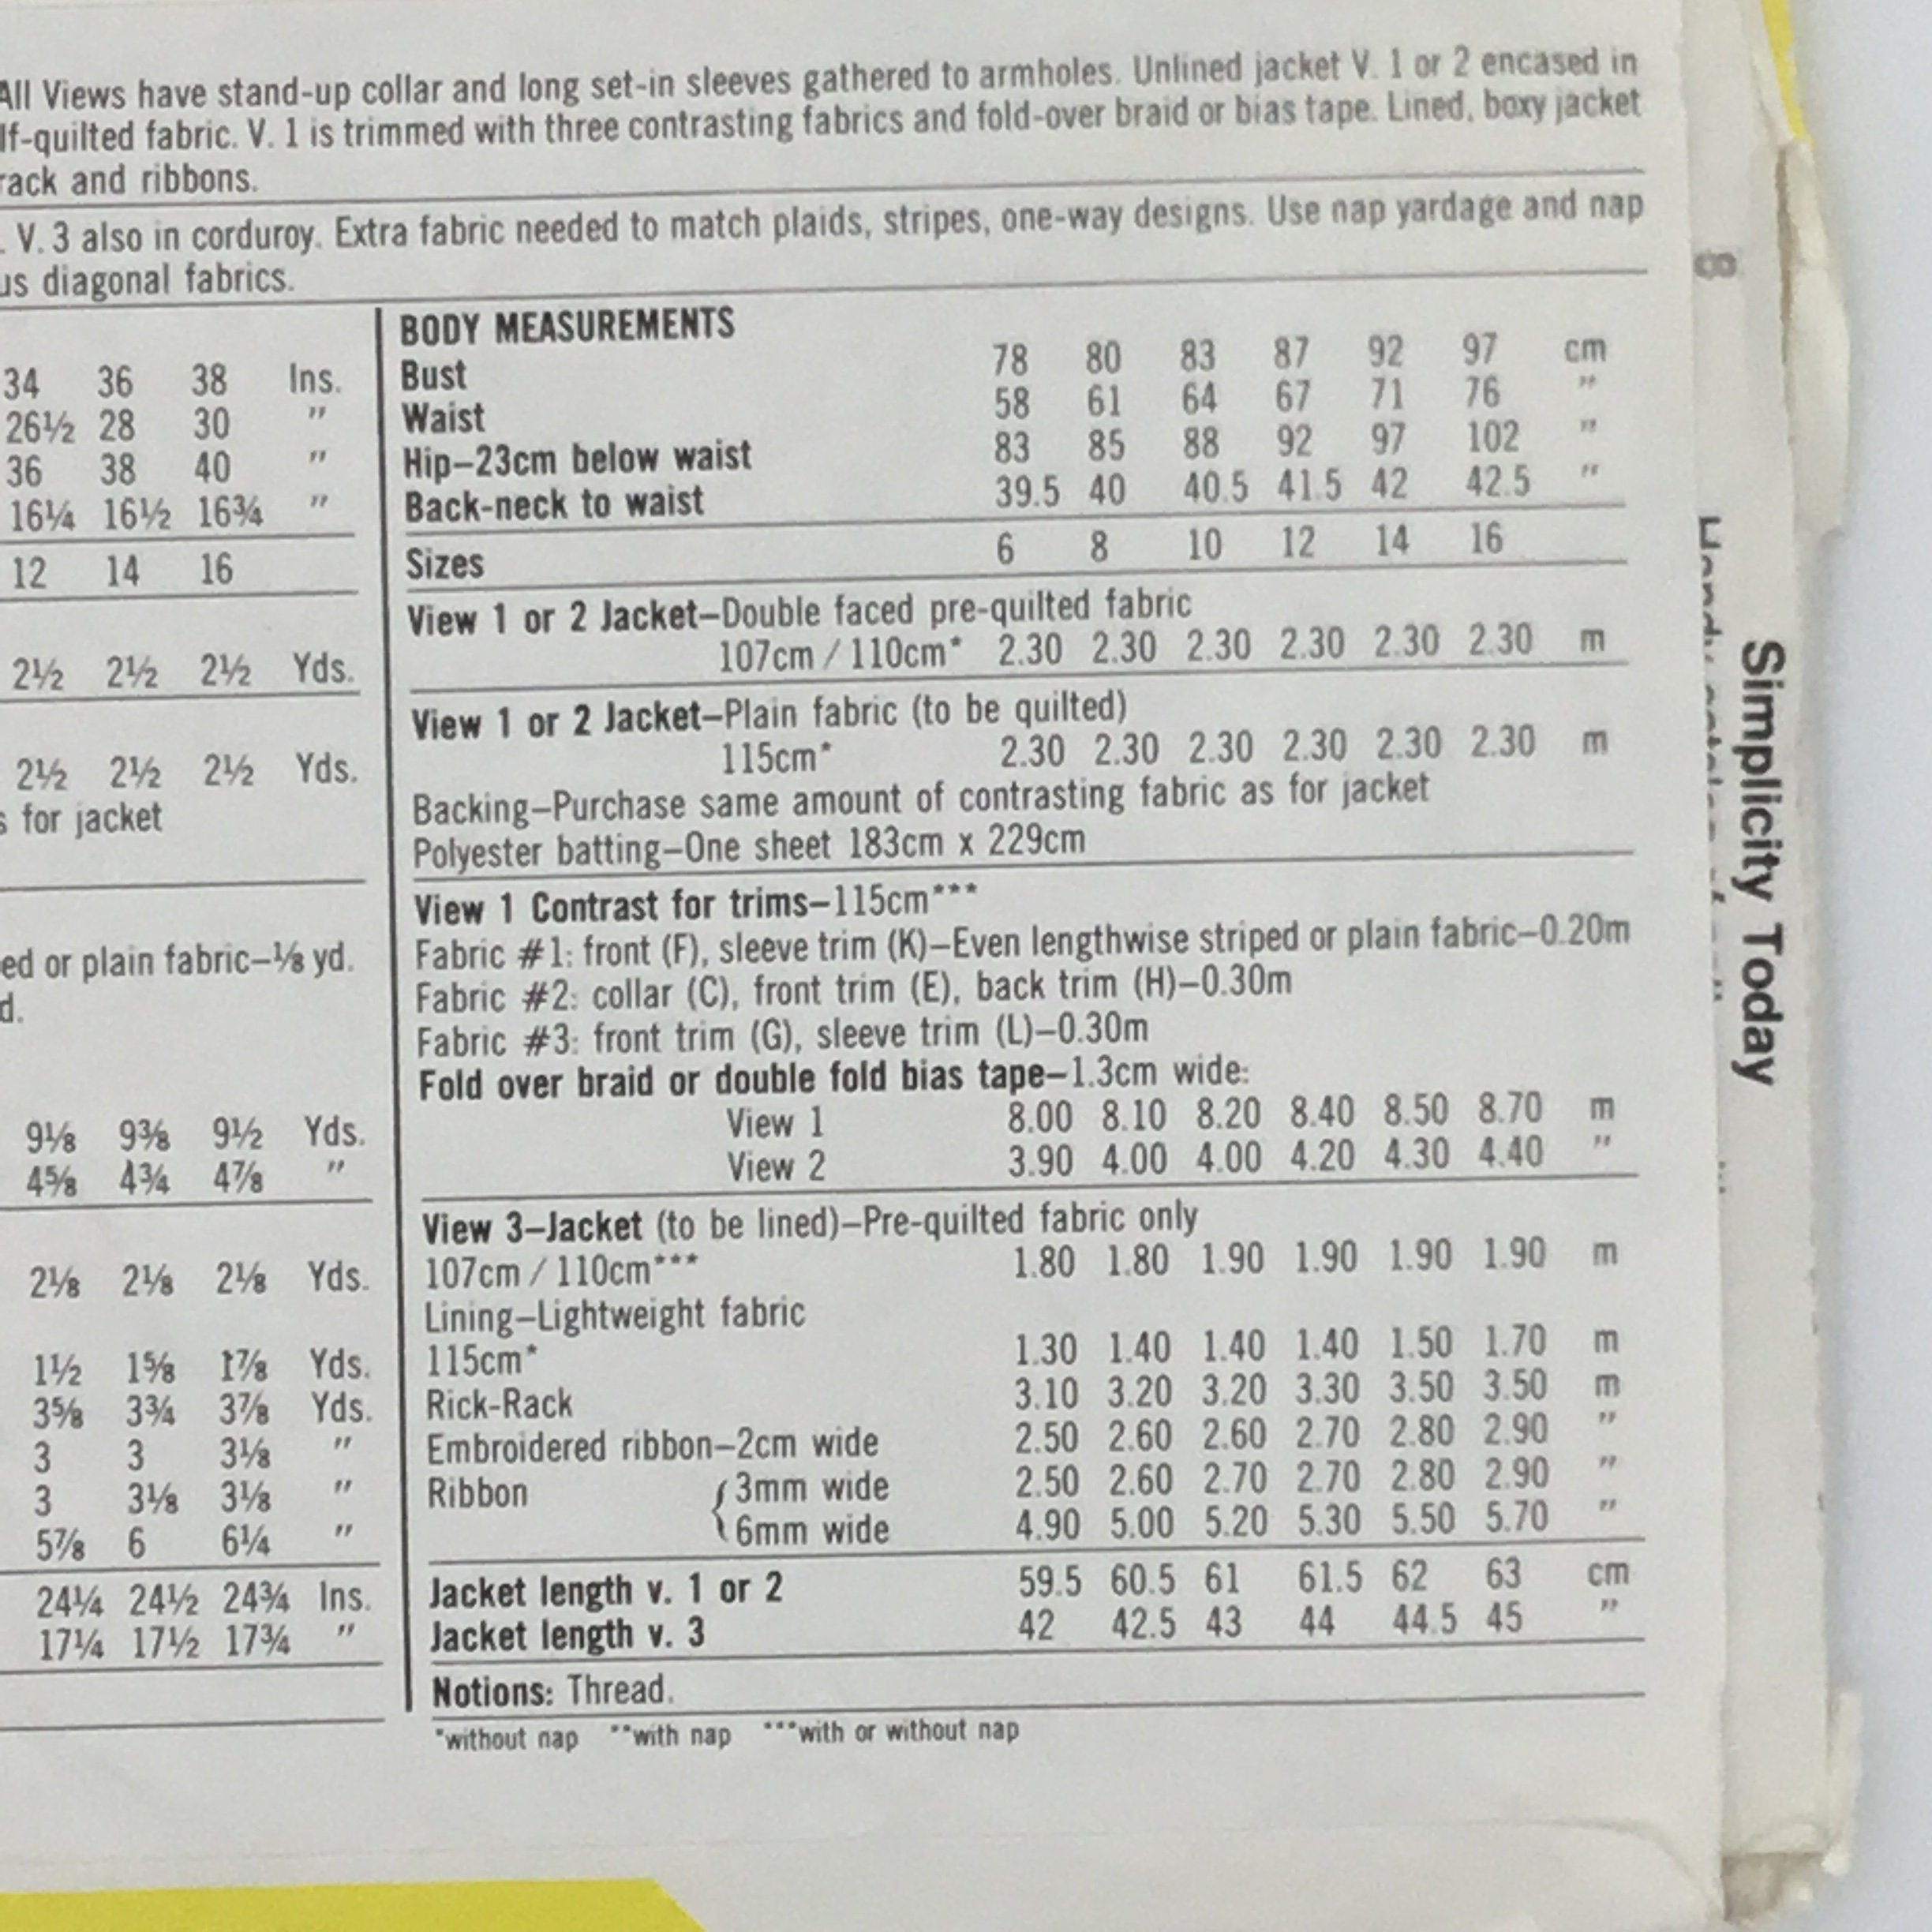 All Views have stand-up collar and long set-in sleeves gathered to armholes. Unlined jacket V. 1 or 2 encased in
lf-quilted fabric. V. 1 is trimmed with three contrasting fabrics and fold-over braid or bias tape. Lined, boxy jacket
rack and ribbons.
. V. 3 also in corduroy. Extra fabric needed to match plaids, stripes, one-way designs. Use nap yardage and nap
us diagonal fabrics.
34 36 38 Ins.
26½ 28 30 "
36 38 40 "
16¼ 16½ 16¾ "
12 14 16
2½ 2½ 2½ Yds.
2½ 2½ 2½ Yds.
s for jacket
ed or plain fabric–⅛ yd.
d.
9⅛ 9⅜ 9½ Yds.
4⅝ 4¾ 4⅞ "
2⅛ 2⅛ 2⅛ Yds.
1½ 1⅝ 1⅞ Yds.
3⅝ 3¾ 3⅞ Yds.
3 3 3⅛ "
3 3⅛ 3⅛ "
5⅞ 6 6¼ "
24¼ 24½ 24¾ Ins.
17¼ 17½ 17¾ "
BODY MEASUREMENTS
Bust 78 80 83 87 92 97 cm
Waist 58 61 64 67 71 76 "
Hip–23cm below waist 83 85 88 92 97 102 "
Back-neck to waist 39.5 40 40.5 41.5 42 42.5 "
Sizes 6 8 10 12 14 16
View 1 or 2 Jacket–Double faced pre-quilted fabric
107cm / 110cm* 2.30 2.30 2.30 2.30 2.30 2.30 m
View 1 or 2 Jacket–Plain fabric (to be quilted)
115cm* 2.30 2.30 2.30 2.30 2.30 2.30 m
Backing–Purchase same amount of contrasting fabric as for jacket
Polyester batting–One sheet 183cm x 229cm
View 1 Contrast for trims–115cm***
Fabric #1: front (F), sleeve trim (K)–Even lengthwise striped or plain fabric–0.20m
Fabric #2: collar (C), front trim (E), back trim (H)–0.30m
Fabric #3: front trim (G), sleeve trim (L)–0.30m
Fold over braid or double fold bias tape–1.3cm wide:
View 1 8.00 8.10 8.20 8.40 8.50 8.70 m
View 2 3.90 4.00 4.00 4.20 4.30 4.40 "
View 3–Jacket (to be lined)–Pre-quilted fabric only
107cm / 110cm*** 1.80 1.80 1.90 1.90 1.90 1.90 m
Lining–Lightweight fabric
115cm* 1.30 1.40 1.40 1.40 1.50 1.70 m
Rick-Rack 3.10 3.20 3.20 3.30 3.50 3.50 m
Embroidered ribbon–2cm wide 2.50 2.60 2.60 2.70 2.80 2.90 "
Ribbon { 3mm wide 2.50 2.60 2.70 2.70 2.80 2.90 "
6mm wide 4.90 5.00 5.20 5.30 5.50 5.70 "
Jacket length v. 1 or 2 59.5 60.5 61 61.5 62 63 cm
Jacket length v. 3 42 42.5 43 44 44.5 45 "
Notions: Thread.
*without nap **with nap ***with or without nap
8
Simplicity Today